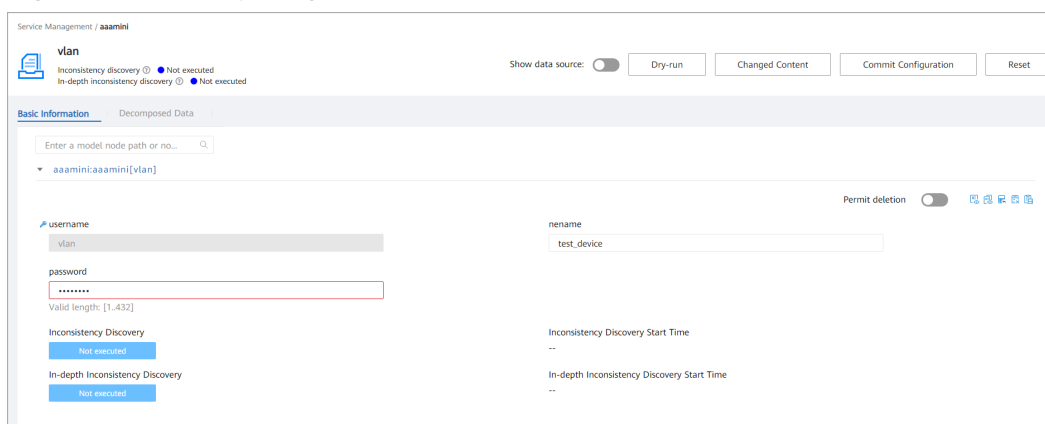 Service Management / aaamini
vlan
Inconsistency discovery ? Not executed
In-depth inconsistency discovery ? Not executed
Show data source:
Dry-run
Changed Content
Commit Configuration
Reset
Basic Information
Decomposed Data
Enter a model node path or no...
aaamini:aaamini[vlan]
Permit deletion
username
nename
vlan
test_device
password
••••••••
Valid length: [1..432]
Inconsistency Discovery
Inconsistency Discovery Start Time
Not executed
--
In-depth Inconsistency Discovery
In-depth Inconsistency Discovery Start Time
Not executed
--